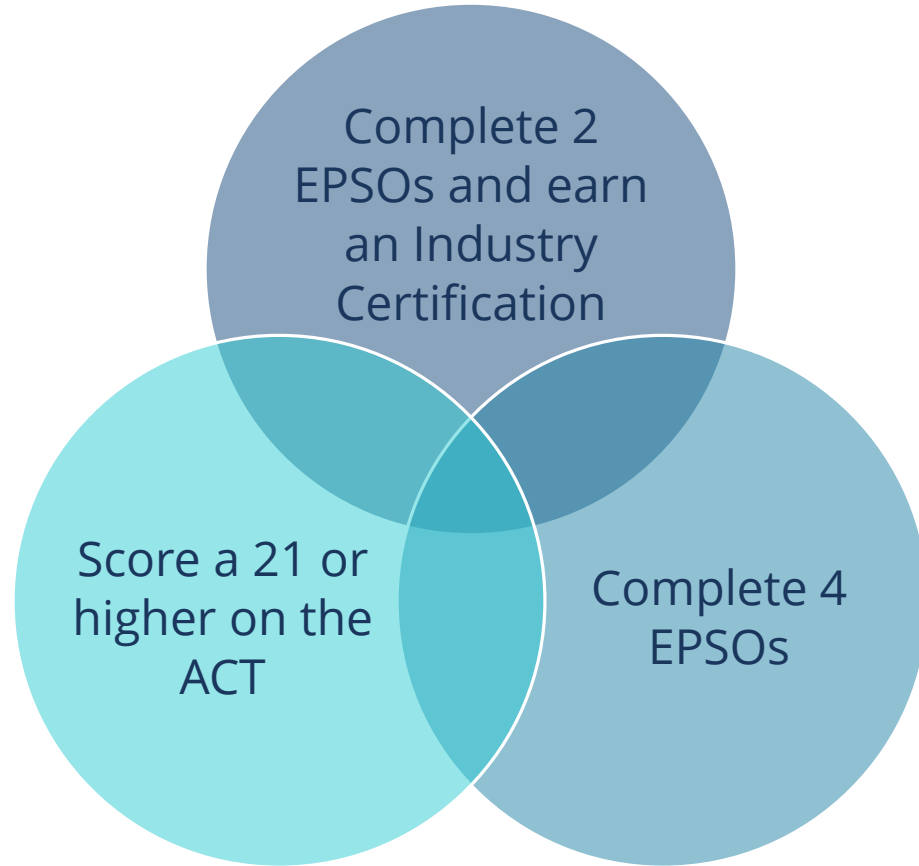 Complete 2
EPSOs and earn
an Industry
Certification
Score a 21 or
higher on the
ACT
Complete 4
EPSOs